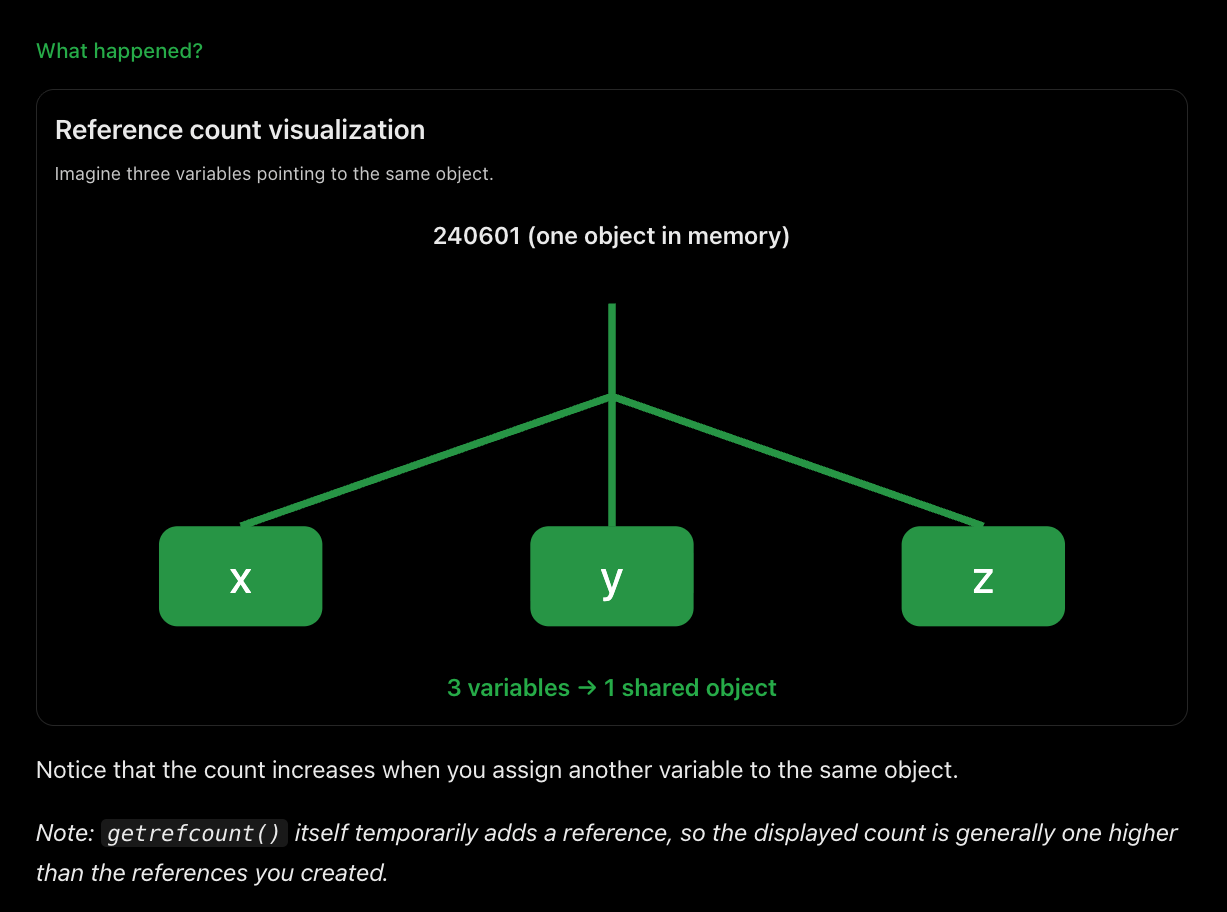 What happened?
Reference count visualization
Imagine three variables pointing to the same object.
240601 (one object in memory)
x
y
z
3 variables → 1 shared object
Notice that the count increases when you assign another variable to the same object.
Note: getrefcount() itself temporarily adds a reference, so the displayed count is generally one higher
than the references you created.